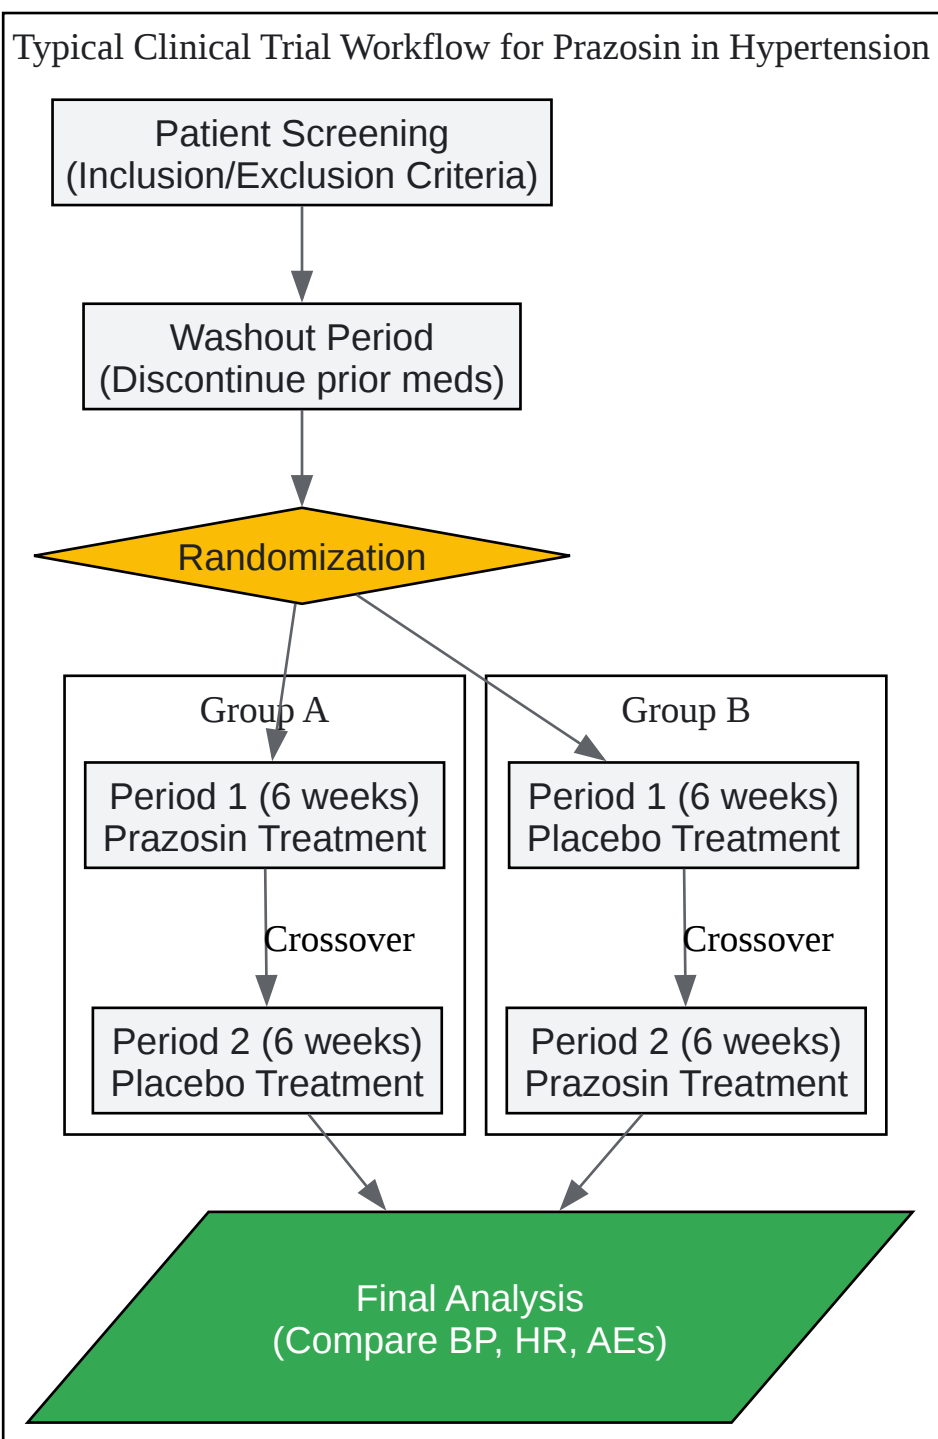 Typical Clinical Trial Workflow for Prazosin in Hypertension
Patient Screening
(Inclusion/Exclusion Criteria)
Washout Period
(Discontinue prior meds)
Randomization
Group A
Period 1 (6 weeks)
Prazosin Treatment
Crossover
Period 2 (6 weeks)
Placebo Treatment
Group B
Period 1 (6 weeks)
Placebo Treatment
Crossover
Period 2 (6 weeks)
Prazosin Treatment
Final Analysis
(Compare BP, HR, AEs)